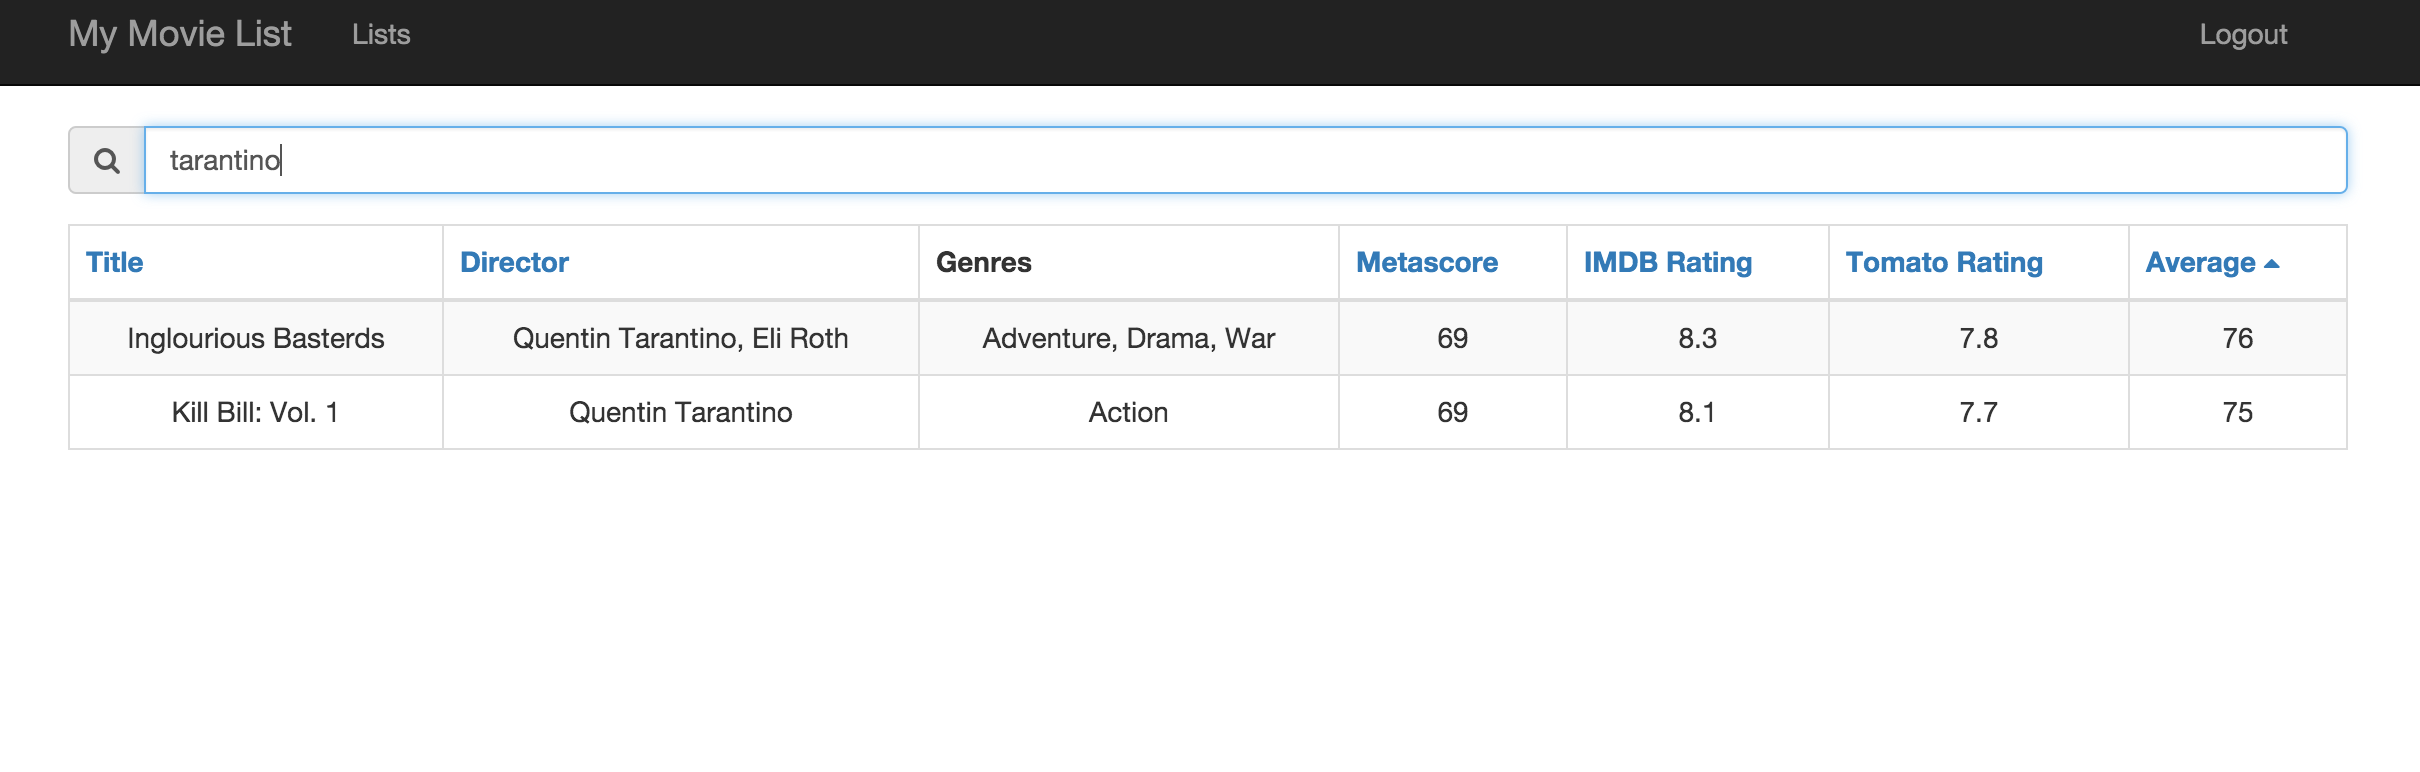 My Movie List Lists Logout
tarantino
Title Director Genres Metascore IMDB Rating Tomato Rating Average
Inglourious Basterds Quentin Tarantino, Eli Roth Adventure, Drama, War 69 8.3 7.8 76
Kill Bill: Vol. 1 Quentin Tarantino Action 69 8.1 7.7 75